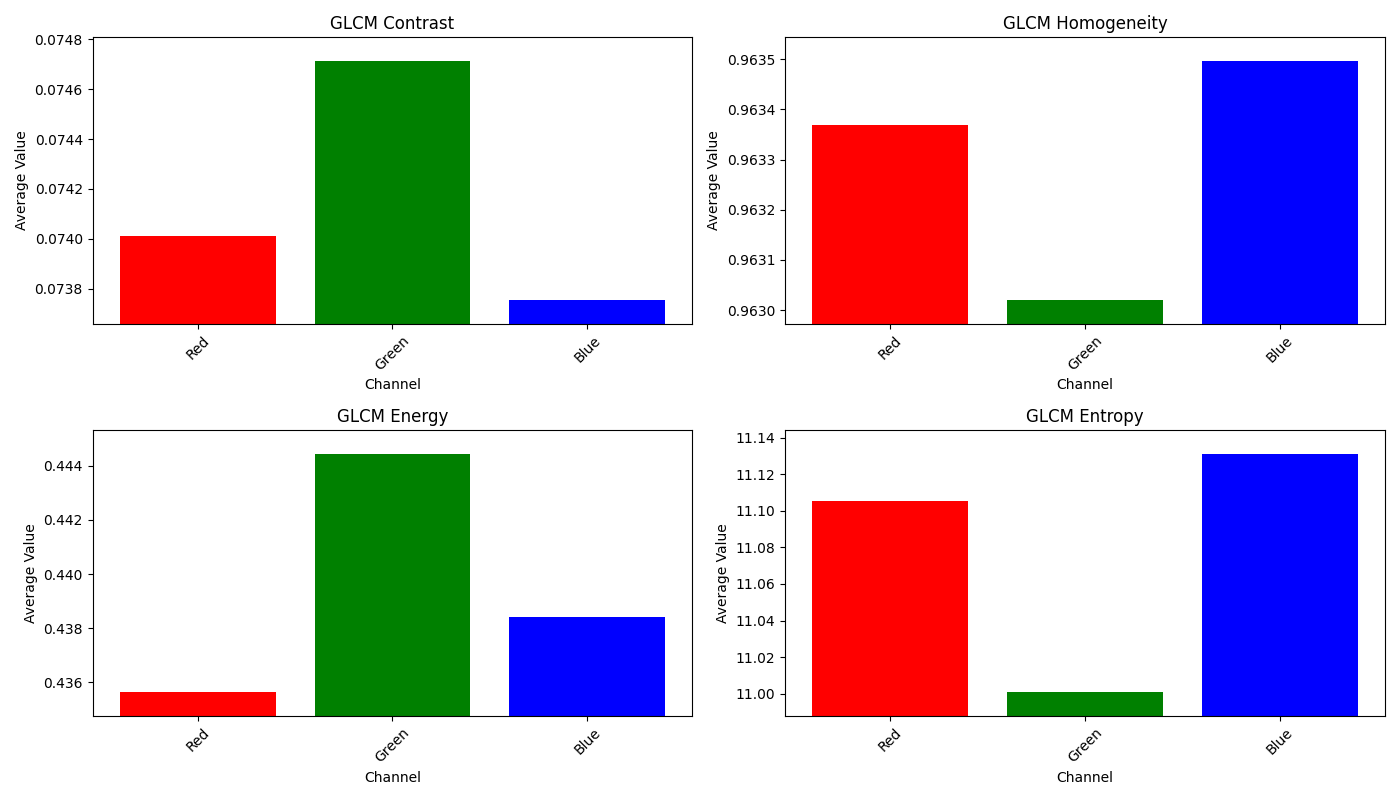 GLCM Contrast
0.0748
0.0746
0.0744
0.0742
0.0740
0.0738
Average Value
Red
Green
Blue
Channel
GLCM Homogeneity
0.9635
0.9634
0.9633
0.9632
0.9631
0.9630
Average Value
Red
Green
Blue
Channel
GLCM Energy
0.444
0.442
0.440
0.438
0.436
Average Value
Red
Green
Blue
Channel
GLCM Entropy
11.14
11.12
11.10
11.08
11.06
11.04
11.02
11.00
Average Value
Red
Green
Blue
Channel